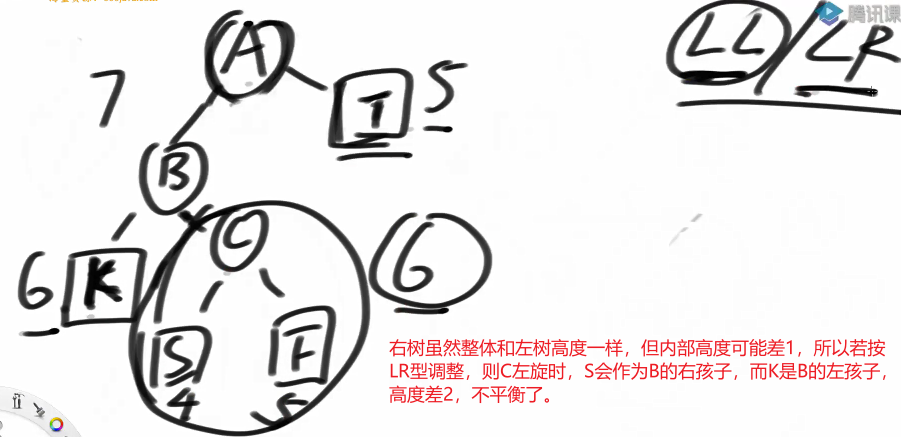 腾讯课
A
LL/LR
7
T 5
B
C
6 K
6
S F
4 5
右树虽然整体和左树高度一样，但内部高度可能差1，所以若按
LR型调整，则C左旋时，S会作为B的右孩子，而K是B的左孩子，
高度差2，不平衡了。